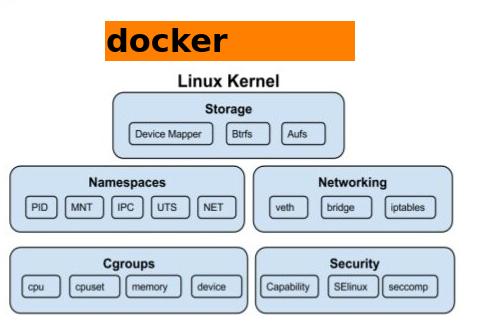 docker
Linux Kernel
Storage
Device Mapper Btrfs Aufs
Namespaces
PID MNT IPC UTS NET
Networking
veth bridge iptables
Cgroups
cpu cpuset memory device
Security
Capability SElinux seccomp